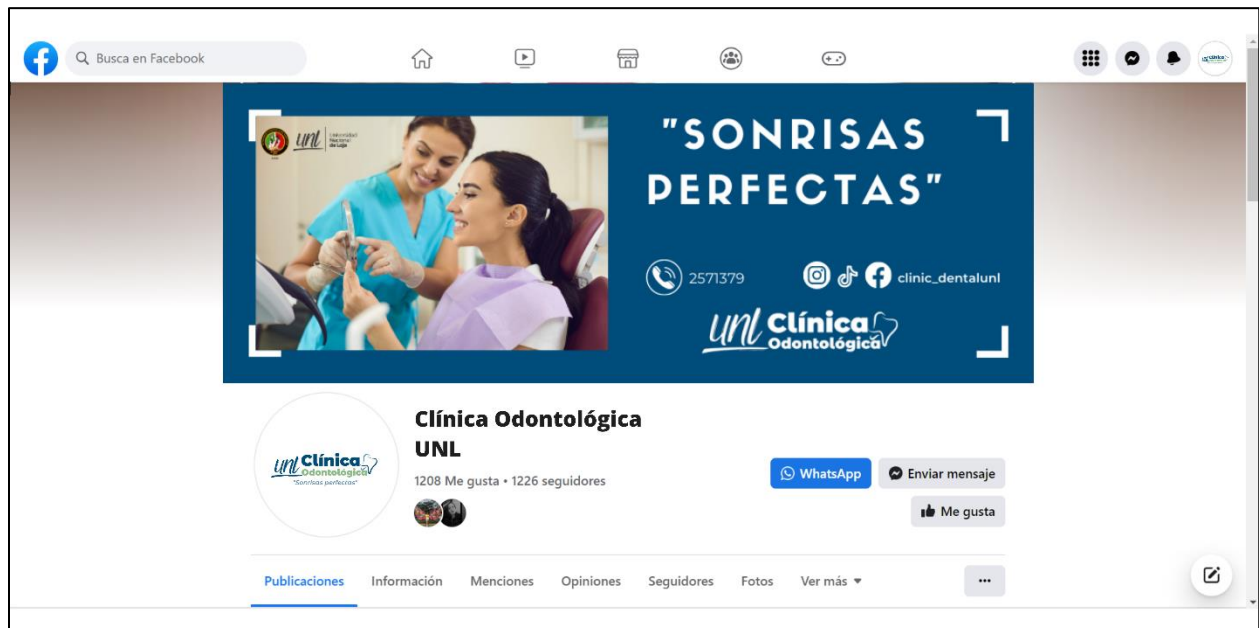 Busca en Facebook
unl Universidad Nacional de Loja
"SONRISAS
PERFECTAS"
2571379 clinic_dentalunl
unl Clínica
Odontológica
Clínica Odontológica
UNL
unl Clínica
Odontológica
"Sonrisas perfectas"
1208 Me gusta • 1226 seguidores
WhatsApp
Enviar mensaje
Me gusta
Publicaciones Información Menciones Opiniones Seguidores Fotos Ver más